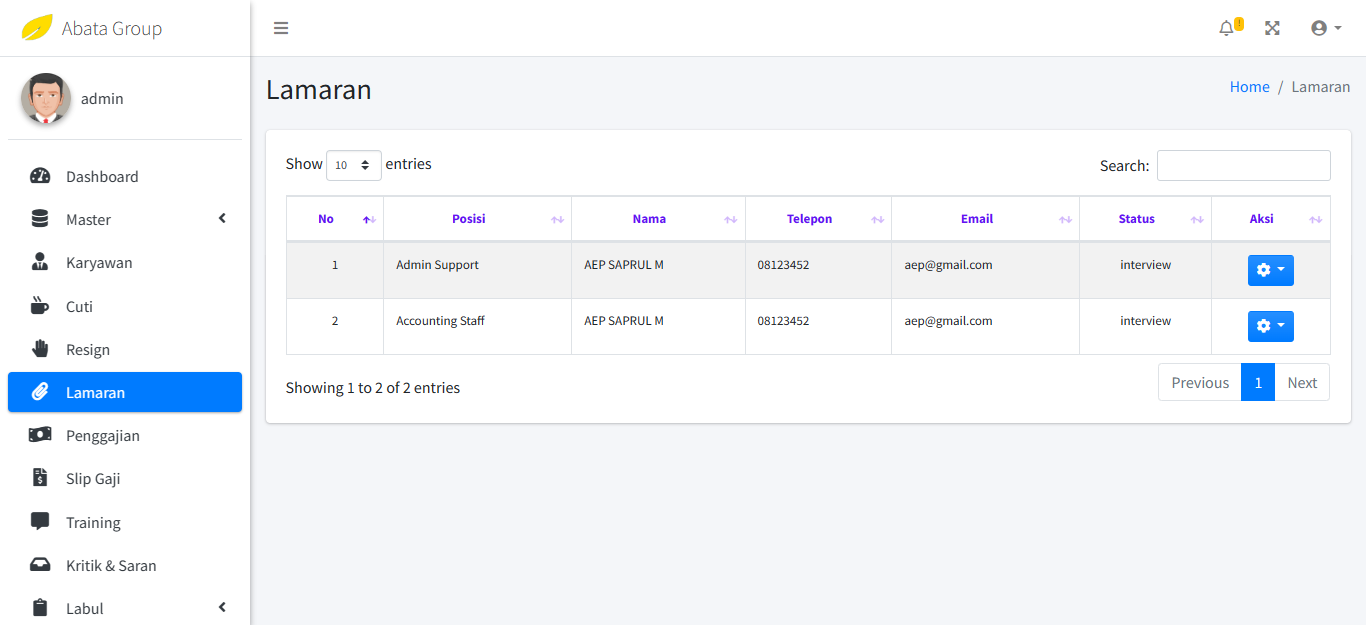 Abata Group
admin
Dashboard
Master
Karyawan
Cuti
Resign
Lamaran
Penggajian
Slip Gaji
Training
Kritik & Saran
Labul
!
Lamaran
Home / Lamaran
Show 10 entries
Search:
No Posisi Nama Telepon Email Status Aksi
1 Admin Support AEP SAPRUL M 08123452 aep@gmail.com interview
2 Accounting Staff AEP SAPRUL M 08123452 aep@gmail.com interview
Showing 1 to 2 of 2 entries
Previous 1 Next